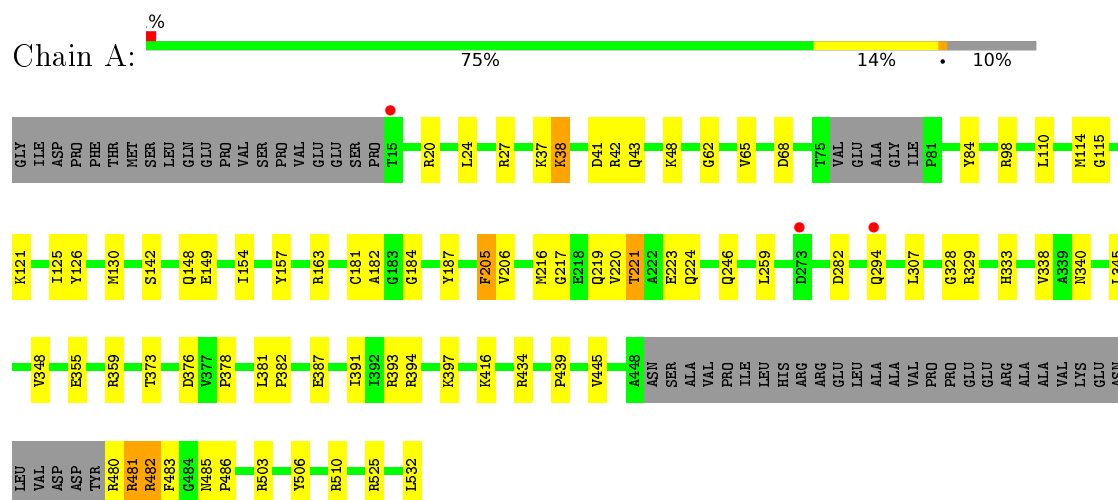 %
Chain A:
75% 14% • 10%
GLY ILE ASP PRO PHE THR MET SER LEU GLN GLU PRO VAL SER PRO VAL GLU GLU SER PRO T15 R20 L24 R27 K37 K38 D41 R42 Q43 K48 G62 V65 D68 T75 VAL GLU ALA GLY ILE P81 Y84 R98 L110 M114 G115
K121 I125 Y126 M130 S142 Q148 E149 I154 Y157 R163 C181 A182 G183 G184 Y187 F205 V206 M216 G217 E218 Q219 V220 T221 A222 E223 Q224 Q246 L259 D273 D282 Q294 L307 G328 R329 H333 V338 A339 N340 L345
V348 E355 R359 T373 D376 V377 P378 L381 P382 E387 I391 I392 R393 R394 K397 K416 R434 P439 V445 A448 ASN SER ALA VAL PRO ILE LEU HIS ARG ARG GLU LEU ALA ALA VAL PRO PRO GLU GLU ARG ALA ALA VAL LYS GLU ASN
LEU VAL ASP ASP TYR R480 R481 R482 F483 G484 N485 P486 R503 Y506 R510 R525 L532